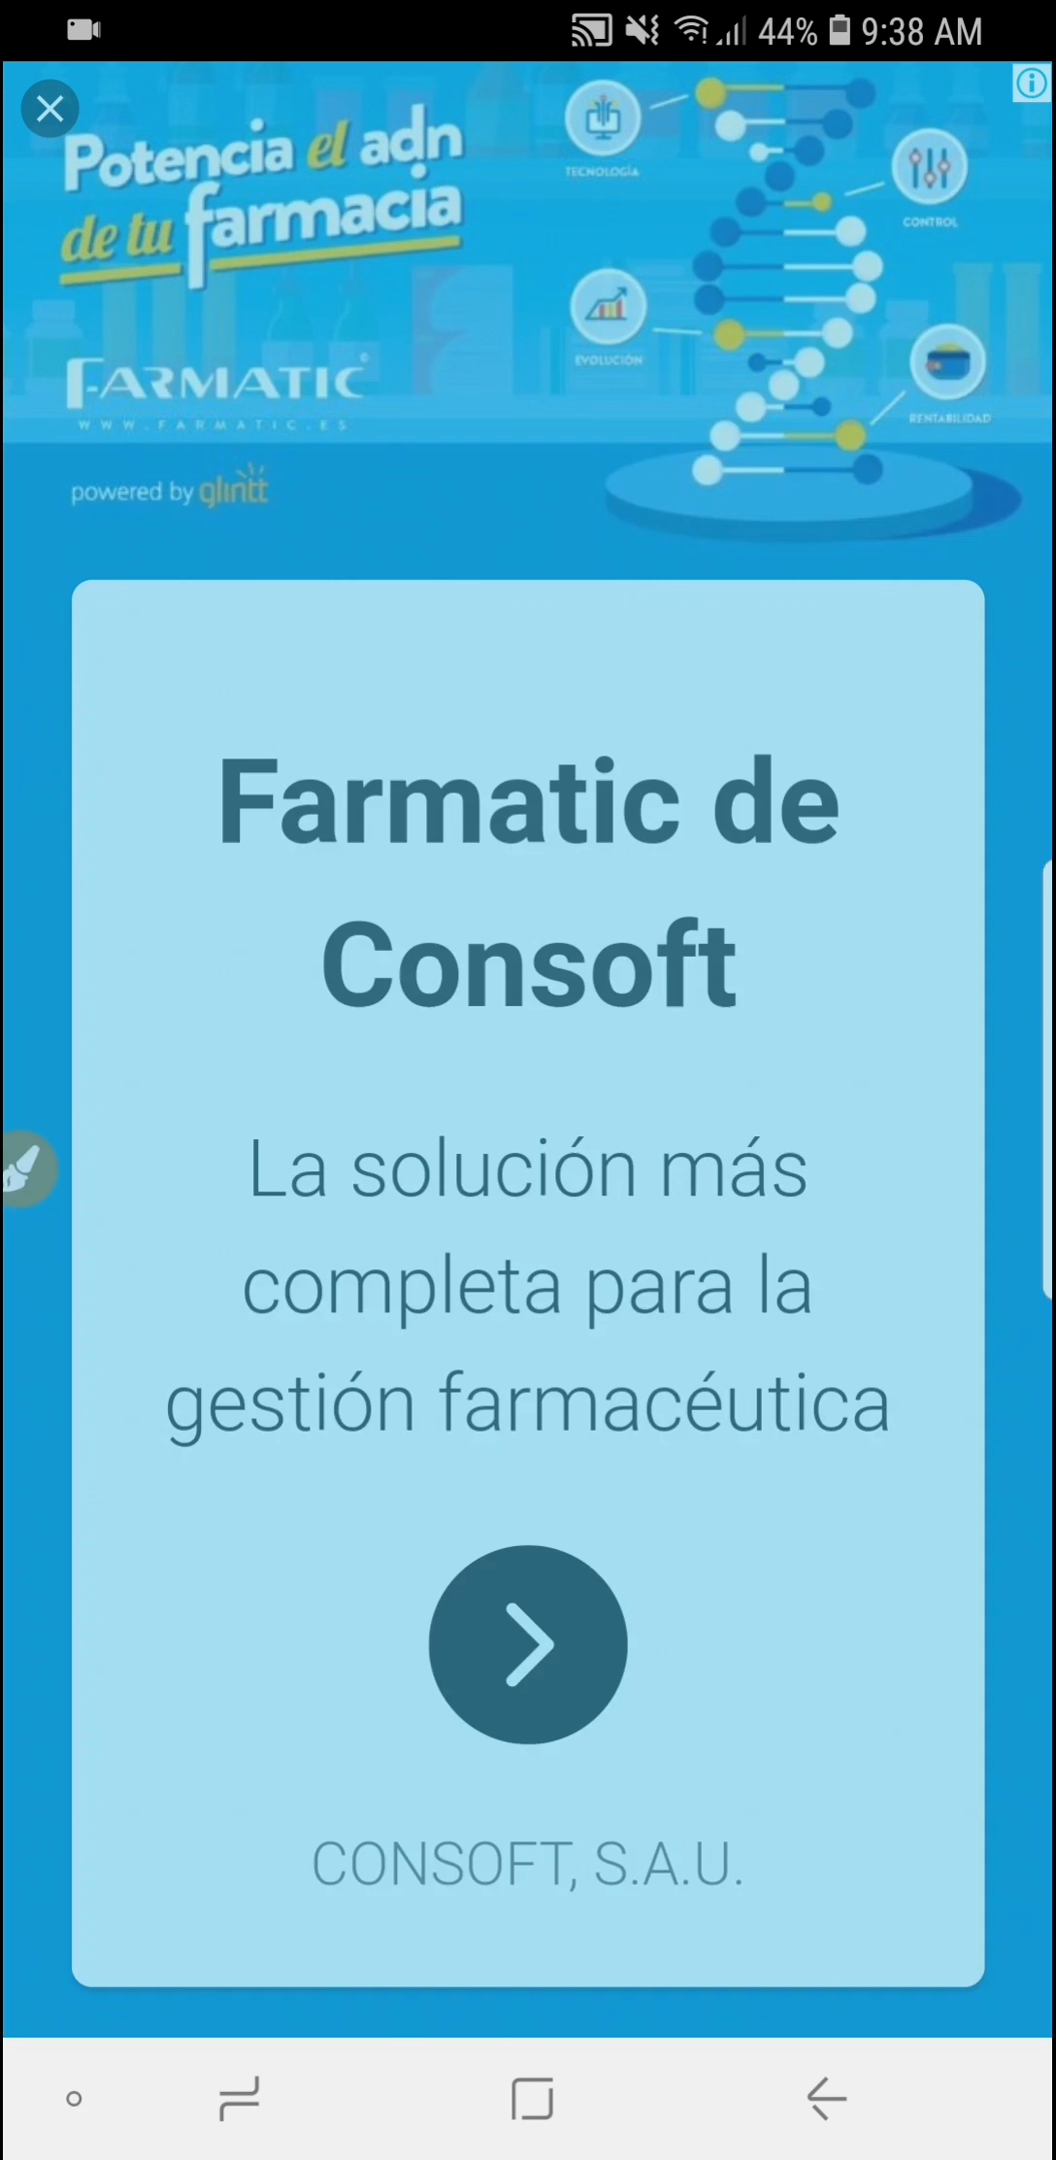 44% 9:38 AM
Potencia el adn
de tu farmacia
TECNOLOGÍA
CONTROL
EVOLUCIÓN
RENTABILIDAD
FARMATIC©
WWW.FARMATIC.ES
powered by glintt
Farmatic de
Consoft
La solución más
completa para la
gestión farmacéutica
CONSOFT, S.A.U.